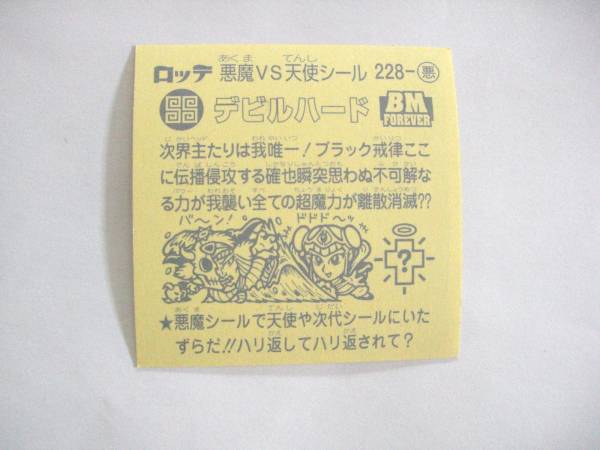 ロッテ 悪魔VS天使シール 228-悪
デビルハード BM FOREVER
次界主たりは我唯一!ブラック戒律ここ
に伝播侵攻する確也瞬突思わぬ不可解な
る力が我襲い全ての超魔力が離散消滅??
バ〜ン! ドドド〜ッ
?
★悪魔シールで天使や次代シールにいた
ずらだ!!ハリ返してハリ返されて?